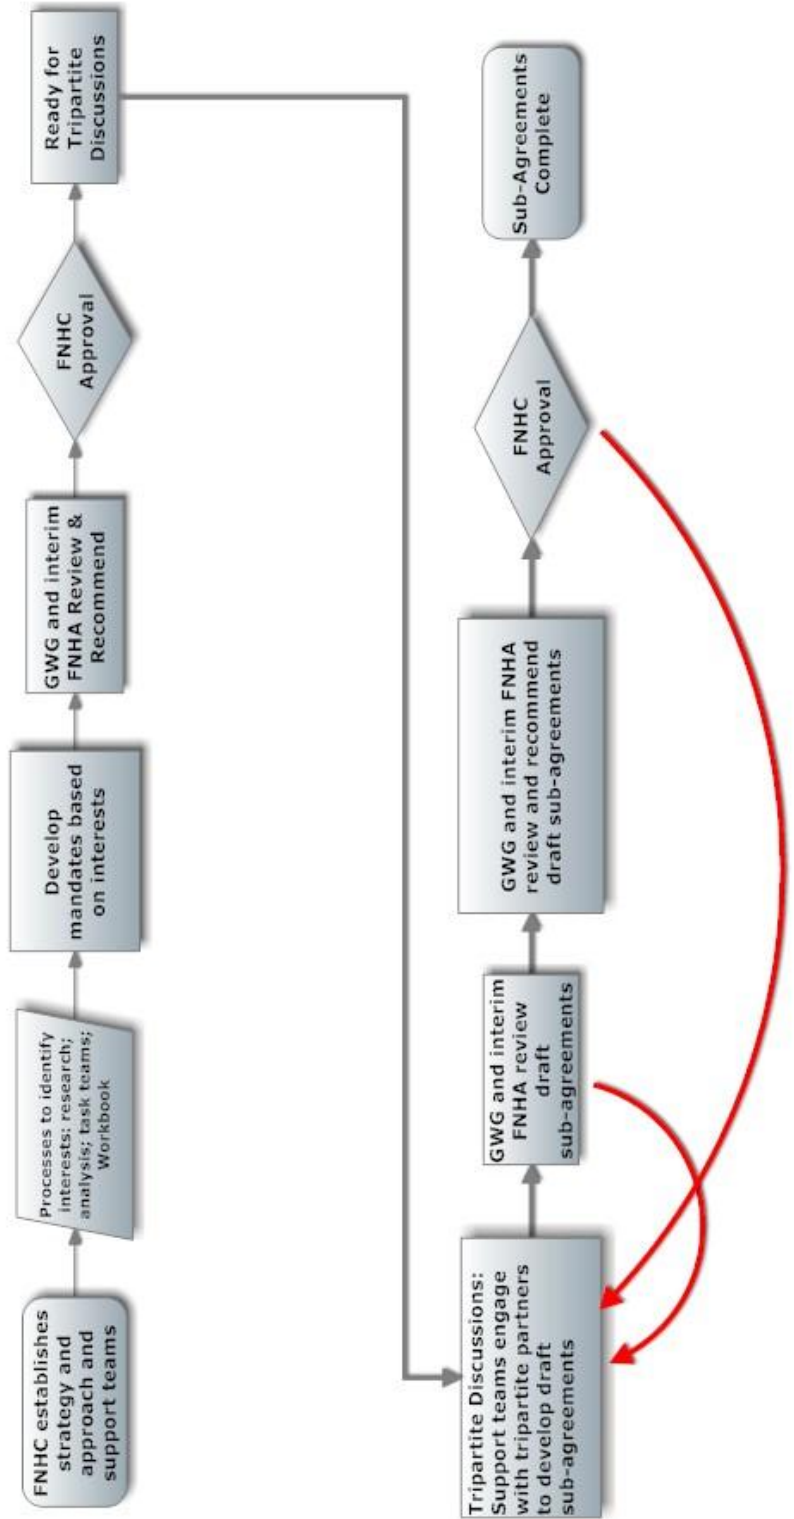 FNHC establishes
strategy and
approach and
support teams
Processes to identify
interests: research;
analysis; task teams;
Workbook
Develop
mandates based
on interests
GWG and interim
FNHA Review &
Recommend
FNHC
Approval
Ready for
Tripartite
Discussions
Tripartite Discussions:
Support teams engage
with tripartite partners
to develop draft
sub-agreements
GWG and interim
FNHA review
draft
sub-agreements
GWG and interim FNHA
review and recommend
draft sub-agreements
FNHC
Approval
Sub-Agreements
Complete